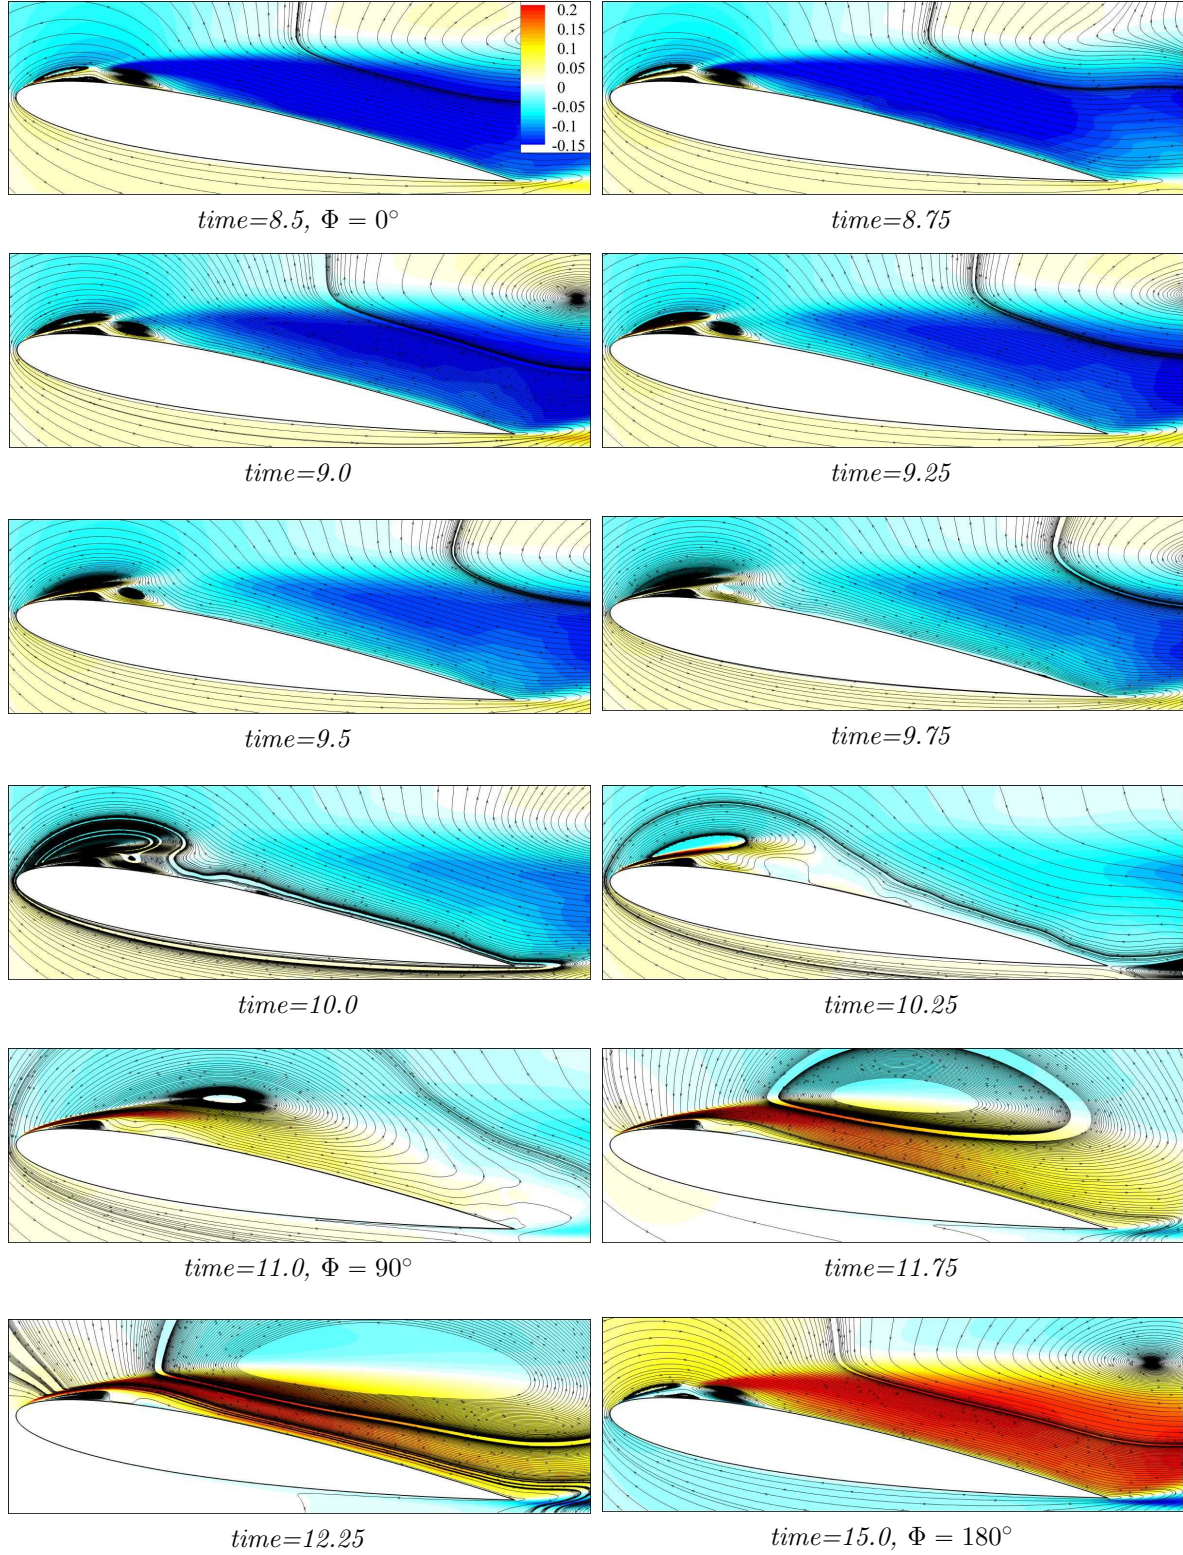 0.2
0.15
0.1
0.05
0
-0.05
-0.1
-0.15
time=8.5, Φ = 0°
time=8.75
time=9.0
time=9.25
time=9.5
time=9.75
time=10.0
time=10.25
time=11.0, Φ = 90°
time=11.75
time=12.25
time=15.0, Φ = 180°